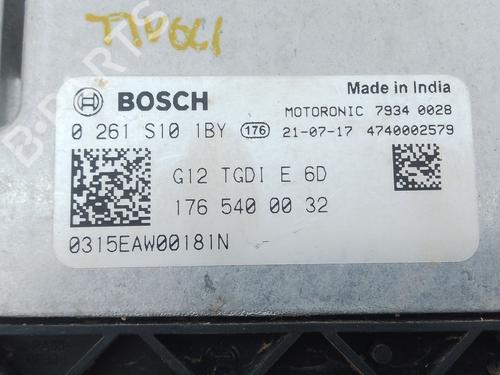 BOSCH
Made in India
MOTORONIC 7934 0028
0 261 S10 1BY 176 21-07-17 4740002579
G12 TGDI E 6D
176 540 00 32
0315EAW00181N
B-PARTS